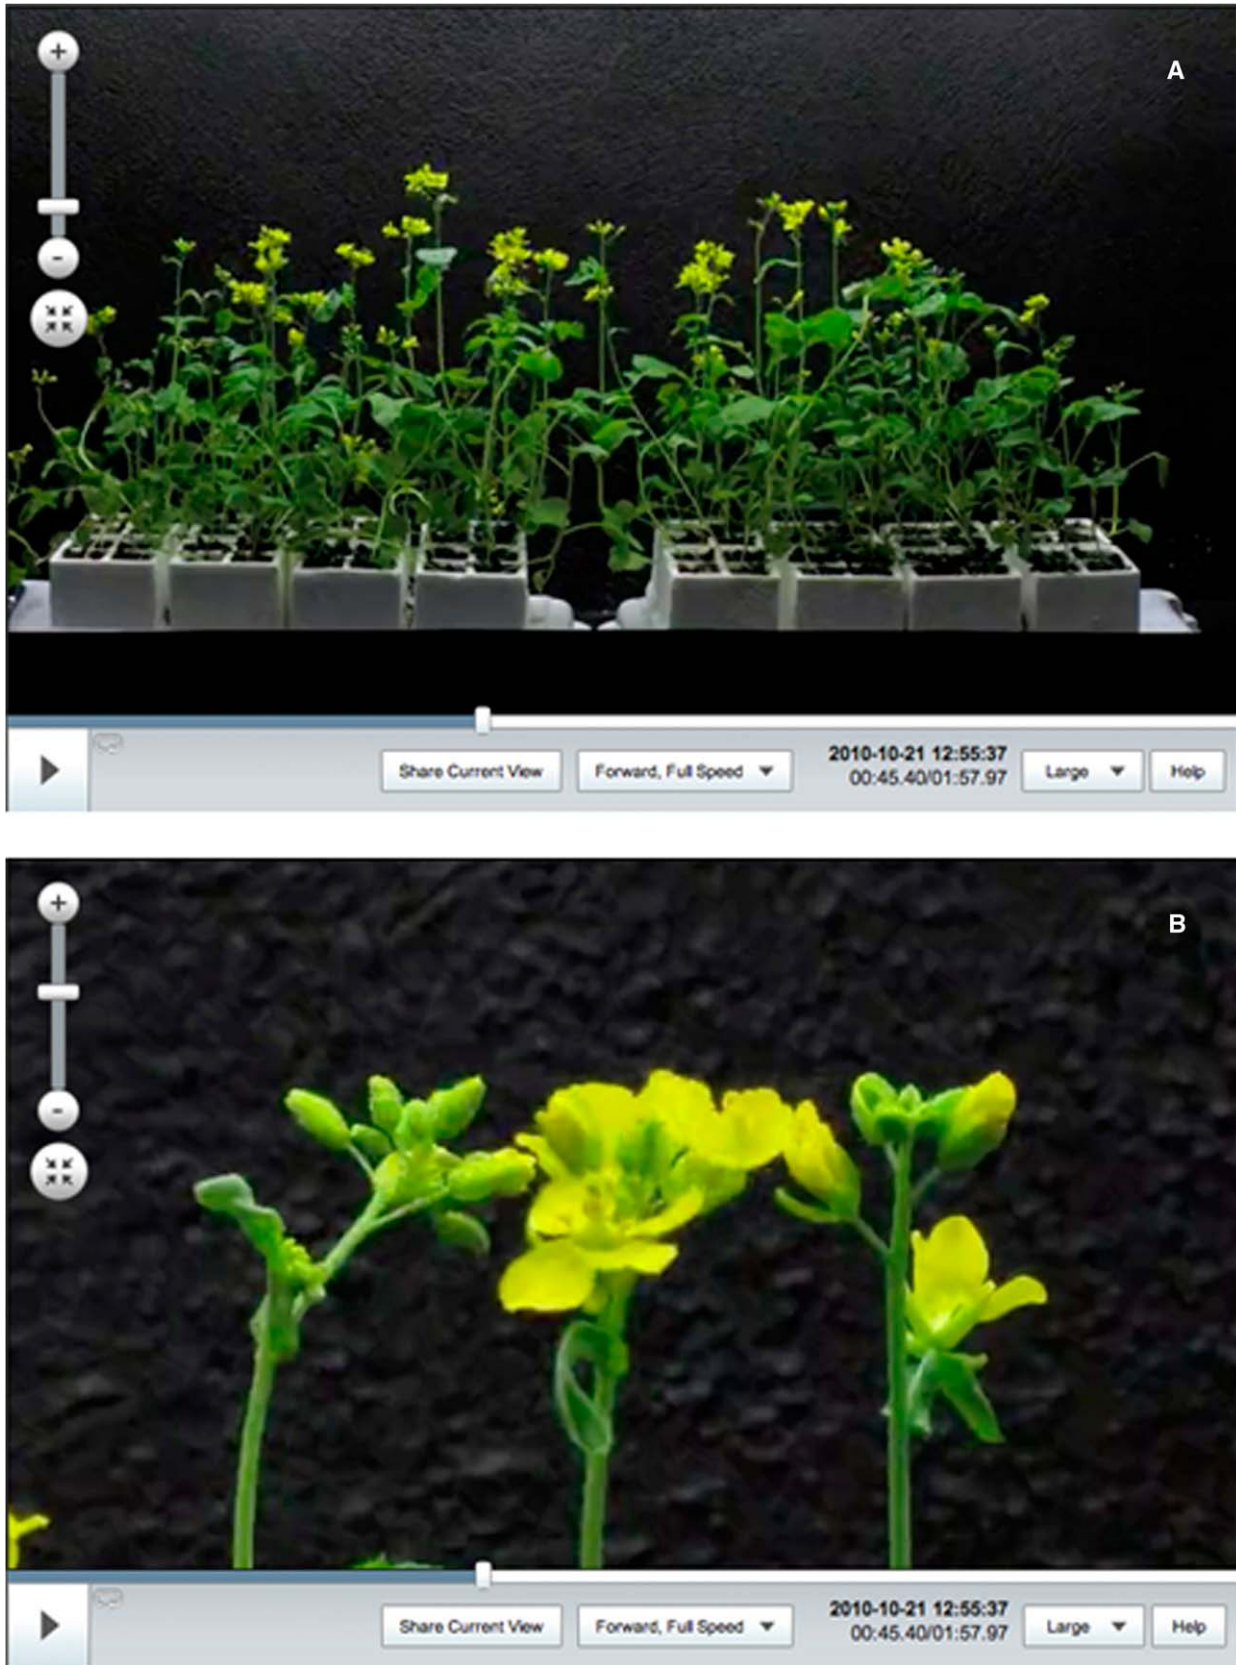 +
A
-
Share Current View
Forward, Full Speed
2010-10-21 12:55:37
00:45.40/01:57.97
Large
Help
+
B
-
Share Current View
Forward, Full Speed
2010-10-21 12:55:37
00:45.40/01:57.97
Large
Help